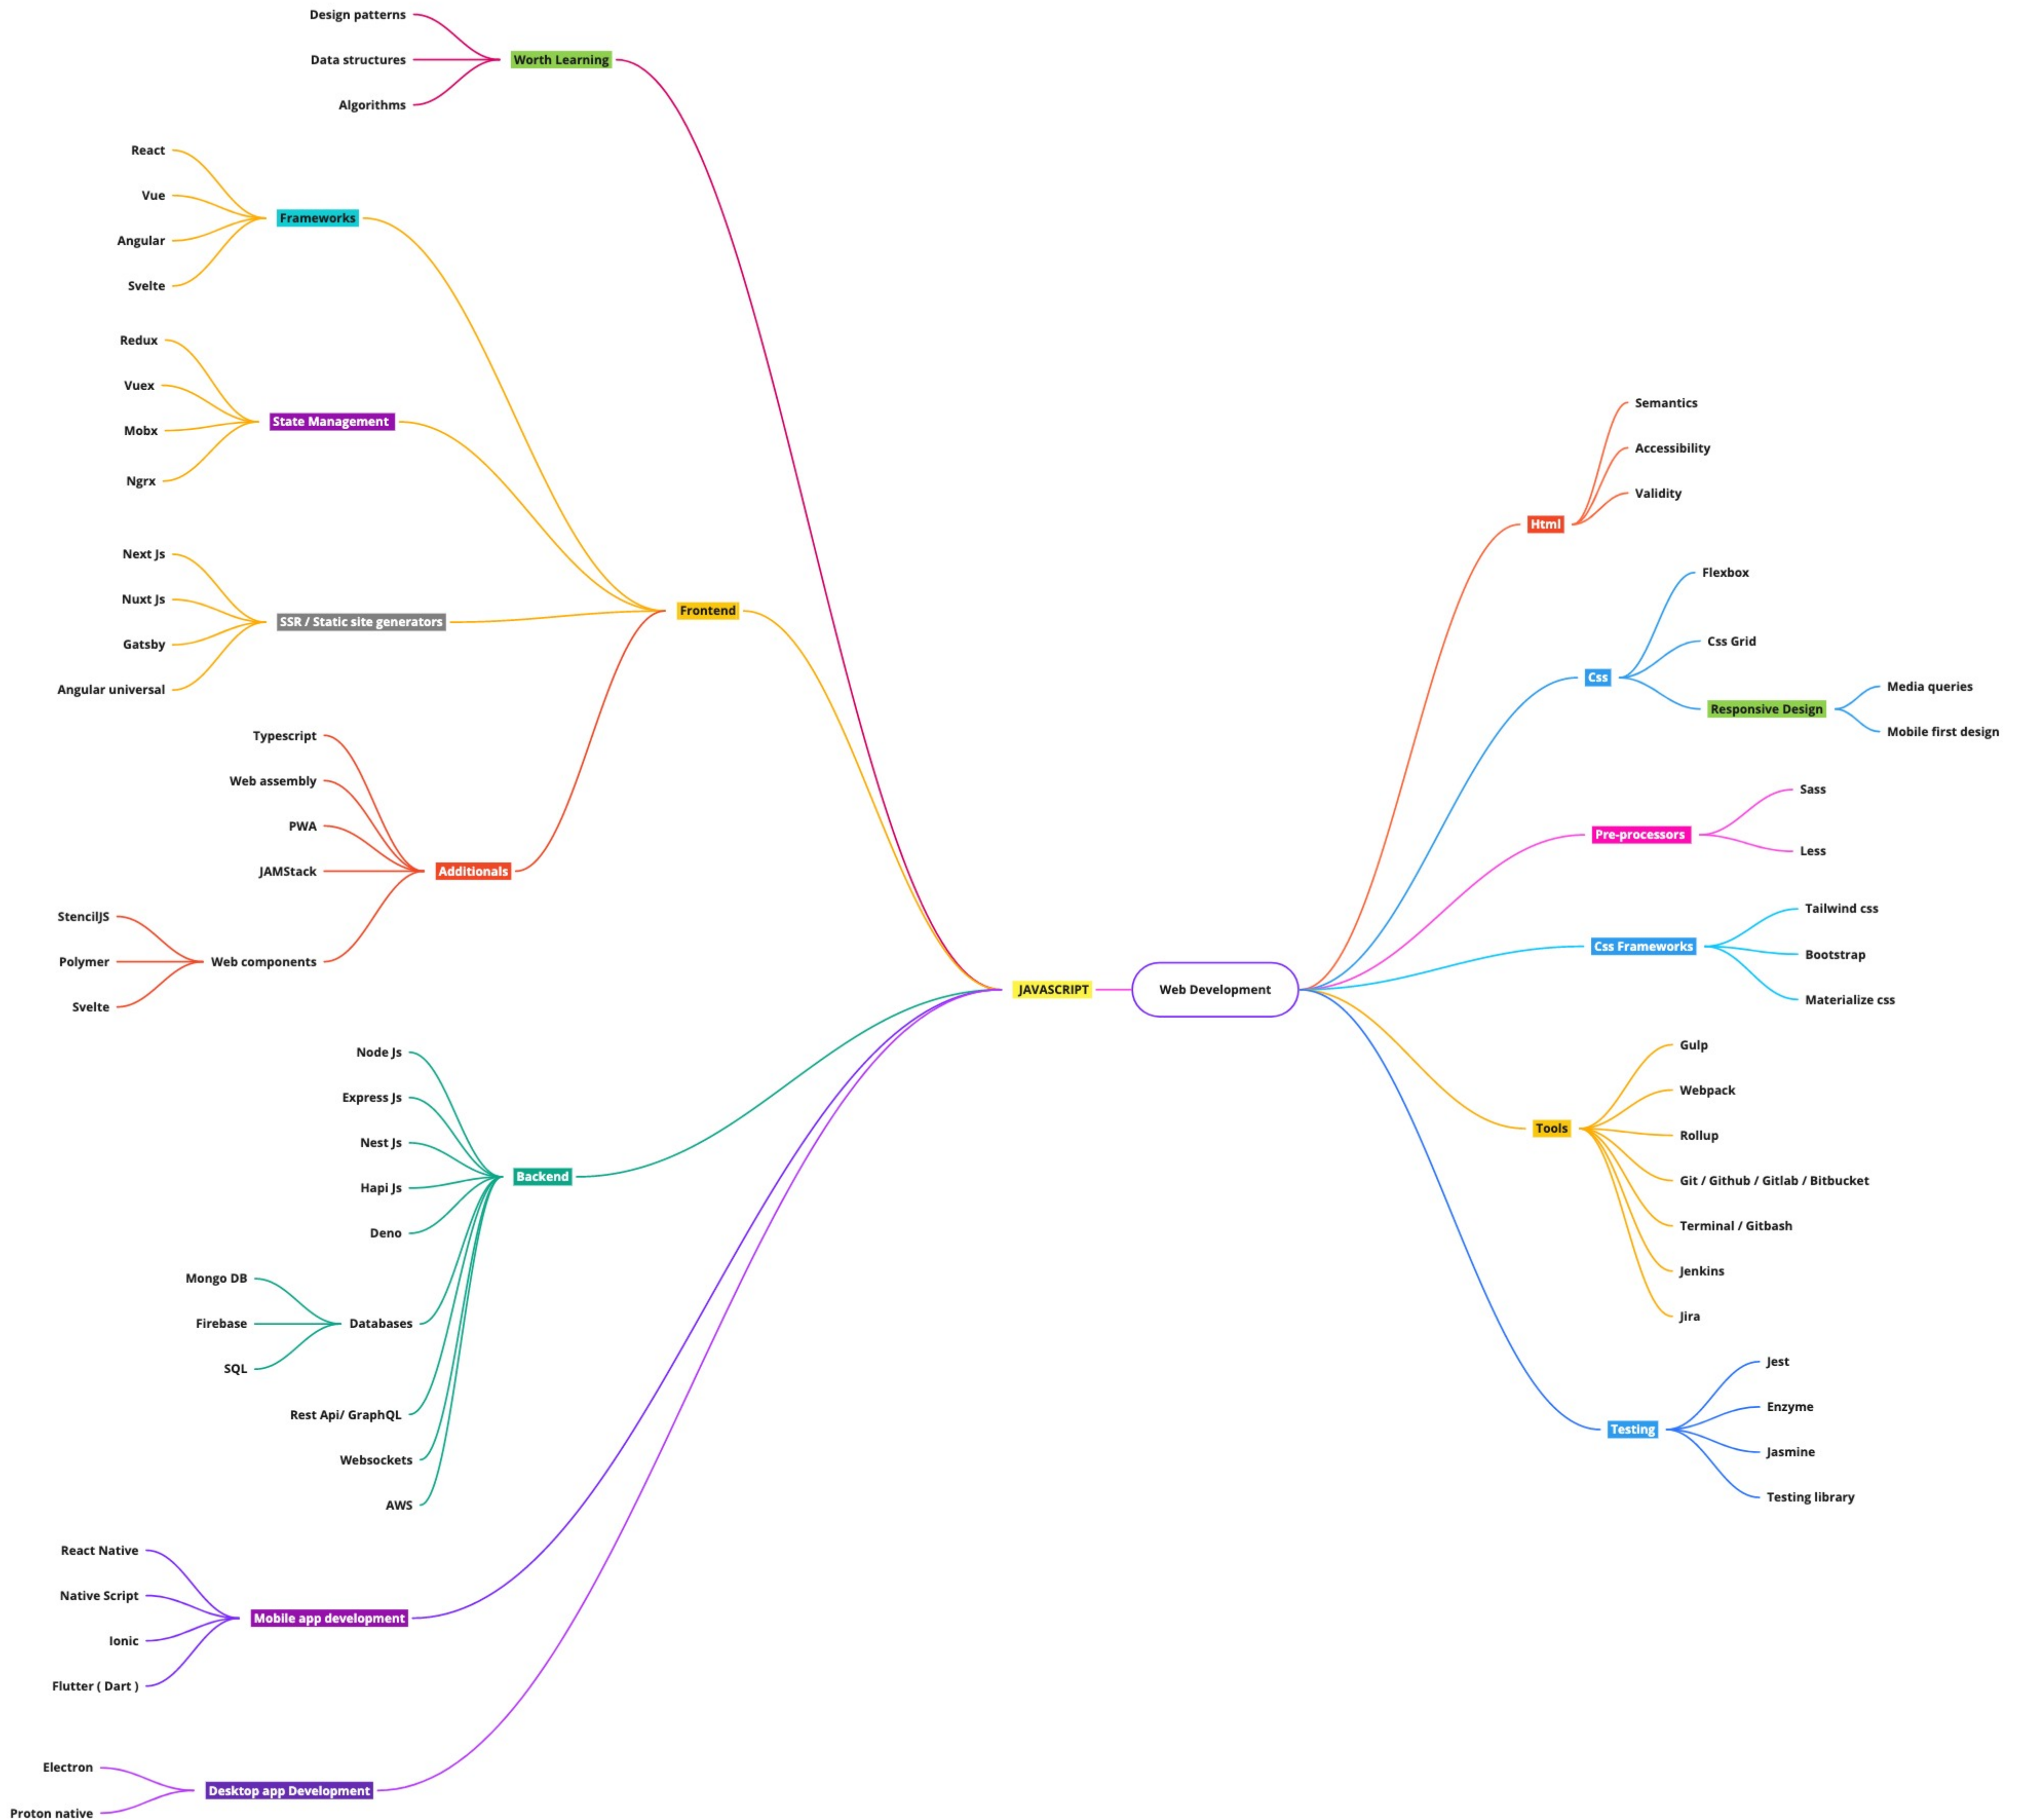 Design patterns
Worth Learning
Data structures
Algorithms
React
Vue
Frameworks
Angular
Svelte
Redux
Vuex
State Management
Mobx
Ngrx
Next Js
Nuxt Js
SSR / Static site generators
Frontend
Gatsby
Angular universal
Typescript
Web assembly
PWA
JAMStack
Additionals
StencilJS
Polymer
Web components
Svelte
JAVASCRIPT
Web Development
Node Js
Express Js
Nest Js
Backend
Hapi Js
Deno
Mongo DB
Firebase
Databases
SQL
Rest Api/ GraphQL
Websockets
AWS
React Native
Native Script
Mobile app development
Ionic
Flutter ( Dart )
Electron
Desktop app Development
Proton native
Semantics
Accessibility
Validity
Html
Flexbox
Css Grid
Css
Responsive Design
Media queries
Mobile first design
Sass
Pre-processors
Less
Tailwind css
Css Frameworks
Bootstrap
Materialize css
Gulp
Webpack
Tools
Rollup
Git / Github / Gitlab / Bitbucket
Terminal / Gitbash
Jenkins
Jira
Jest
Enzyme
Testing
Jasmine
Testing library